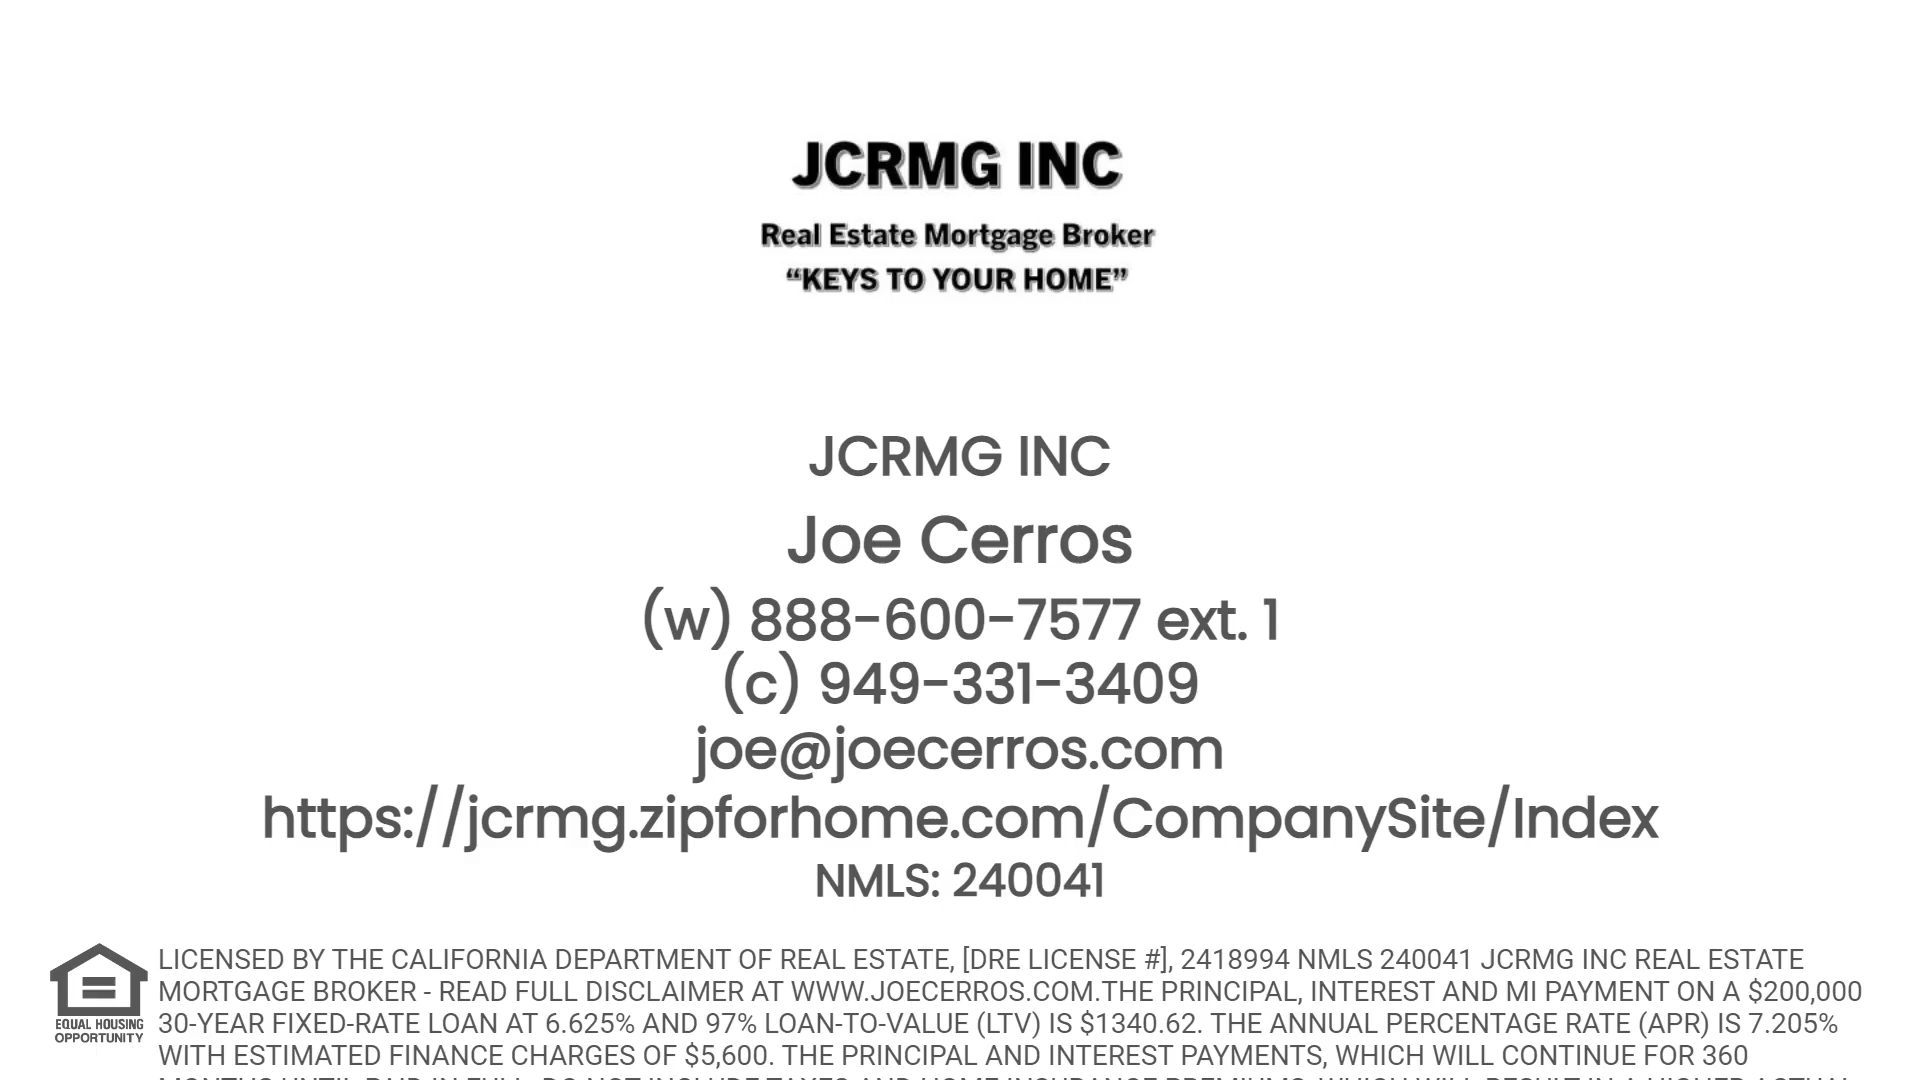 JCRMG INC
Real Estate Mortgage Broker
“KEYS TO YOUR HOME”
JCRMG INC
Joe Cerros
(w) 888-600-7577 ext. 1
(c) 949-331-3409
joe@joecerros.com
https://jcrmg.zipforhome.com/CompanySite/Index
NMLS: 240041
EQUAL HOUSING
OPPORTUNITY
LICENSED BY THE CALIFORNIA DEPARTMENT OF REAL ESTATE, [DRE LICENSE #], 2418994 NMLS 240041 JCRMG INC REAL ESTATE
MORTGAGE BROKER - READ FULL DISCLAIMER AT WWW.JOECERROS.COM.THE PRINCIPAL, INTEREST AND MI PAYMENT ON A $200,000
30-YEAR FIXED-RATE LOAN AT 6.625% AND 97% LOAN-TO-VALUE (LTV) IS $1340.62. THE ANNUAL PERCENTAGE RATE (APR) IS 7.205%
WITH ESTIMATED FINANCE CHARGES OF $5,600. THE PRINCIPAL AND INTEREST PAYMENTS, WHICH WILL CONTINUE FOR 360